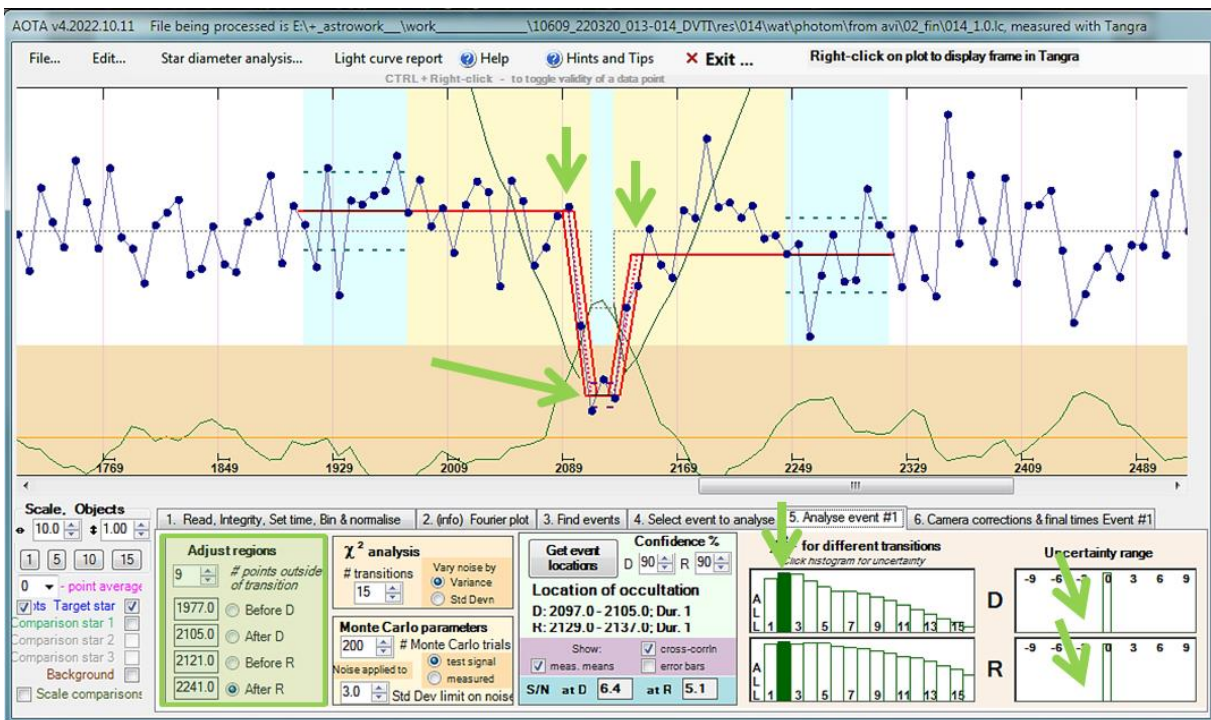 AOTA v4.2022.10.11 File being processed is E:\+_astrowork__\work_______________\10609_220320_013-014_DVTI\res\014\wat\photom\from avi\02_fin\014_1.0.lc, measured with Tangra
File... Edit... Star diameter analysis... Light curve report Help Hints and Tips Exit ... Right-click on plot to display frame in Tangra
CTRL + Right-click - to toggle validity of a data point
1769 1849 1929 2009 2089 2169 2249 2329 2409 2489
Scale, Objects
10.0 1.00
1 5 10 15
0 - point average
Target star
Comparison star 1
Comparison star 2
Comparison star 3
Background
Scale comparisons
1. Read, Integrity, Set time, Bin & normalise 2. (info) Fourier plot 3. Find events 4. Select event to analyse 5. Analyse event #1 6. Camera corrections & final times Event #1
Adjust regions
9 # points outside
of transition
1977.0 Before D
2105.0 After D
2121.0 Before R
2241.0 After R
χ² analysis
# transitions
15
Vary noise by
Variance
Std Devn
Monte Carlo parameters
200 # Monte Carlo trials
Noise applied to
test signal
measured
3.0 Std Dev limit on noise
Get event
locations
Confidence %
D 90 R 90
Location of occultation
D: 2097.0 - 2105.0; Dur. 1
R: 2129.0 - 2137.0; Dur. 1
Show: cross-corrln
meas. means error bars
S/N at D 6.4 at R 5.1
for different transitions
Click histogram for uncertainty
A
L
L 1 3 5 7 9 11 13 15
D
A
L
L 1 3 5 7 9 11 13 15
R
Uncertainty range
-9 -6 -3 0 3 6 9
-9 -6 -3 0 3 6 9